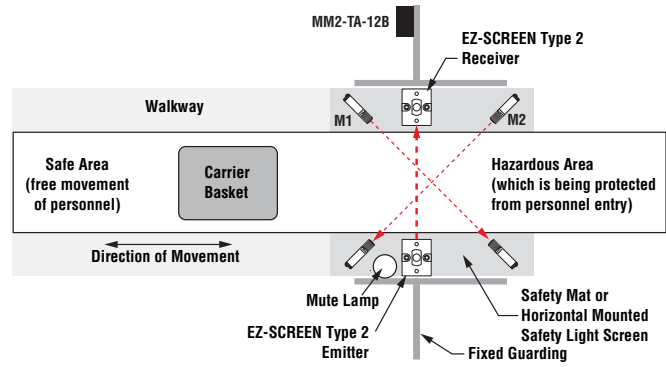 MM2-TA-12B
EZ-SCREEN Type 2
Receiver
Walkway
M1
M2
Safe Area
(free movement
of personnel)
Carrier
Basket
Hazardous Area
(which is being protected
from personnel entry)
Direction of Movement
Mute Lamp
EZ-SCREEN Type 2
Emitter
Safety Mat or
Horizontal Mounted
Safety Light Screen
Fixed Guarding